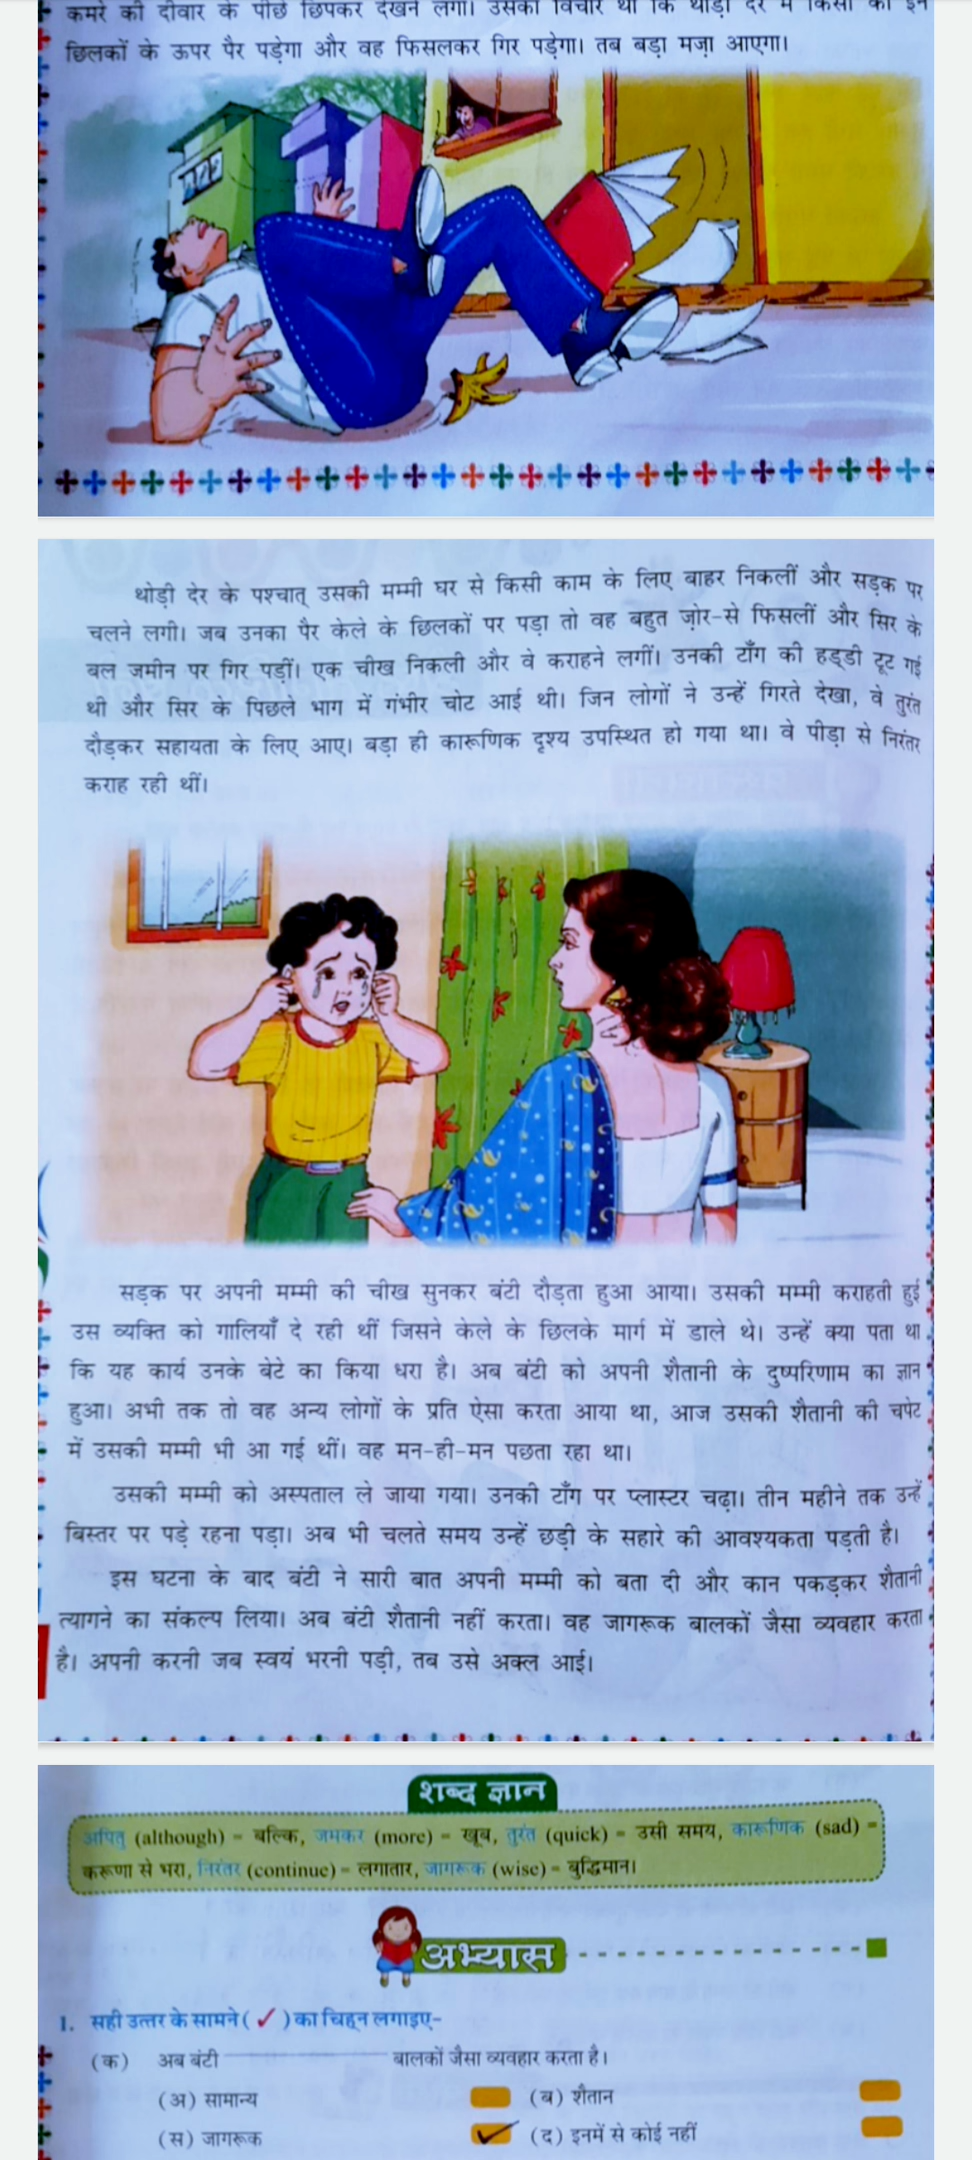 कमरे की दीवार के पीछे छिपकर देखने लगा। उसका विचार था कि थोड़ी देर में किसी का इन
छिलकों के ऊपर पैर पड़ेगा और वह फिसलकर गिर पड़ेगा। तब बड़ा मज़ा आएगा।
थोड़ी देर के पश्चात् उसकी मम्मी घर से किसी काम के लिए बाहर निकलीं और सड़क पर
चलने लगी। जब उनका पैर केले के छिलकों पर पड़ा तो वह बहुत ज़ोर-से फिसलीं और सिर के
बल जमीन पर गिर पड़ीं। एक चीख निकली और वे कराहने लगीं। उनकी टाँग की हड्डी टूट गई
थी और सिर के पिछले भाग में गंभीर चोट आई थी। जिन लोगों ने उन्हें गिरते देखा, वे तुरंत
दौड़कर सहायता के लिए आए। बड़ा ही कारूणिक दृश्य उपस्थित हो गया था। वे पीड़ा से निरंतर
कराह रही थीं।
सड़क पर अपनी मम्मी की चीख सुनकर बंटी दौड़ता हुआ आया। उसकी मम्मी कराहती हुई
उस व्यक्ति को गालियाँ दे रही थीं जिसने केले के छिलके मार्ग में डाले थे। उन्हें क्या पता था
कि यह कार्य उनके बेटे का किया धरा है। अब बंटी को अपनी शैतानी के दुष्परिणाम का ज्ञान
हुआ। अभी तक तो वह अन्य लोगों के प्रति ऐसा करता आया था, आज उसकी शैतानी की चपेट
में उसकी मम्मी भी आ गई थीं। वह मन-ही-मन पछता रहा था।
उसकी मम्मी को अस्पताल ले जाया गया। उनकी टाँग पर प्लास्टर चढ़ा। तीन महीने तक उन्हें
बिस्तर पर पड़े रहना पड़ा। अब भी चलते समय उन्हें छड़ी के सहारे की आवश्यकता पड़ती है।
इस घटना के बाद बंटी ने सारी बात अपनी मम्मी को बता दी और कान पकड़कर शैतानी
त्यागने का संकल्प लिया। अब बंटी शैतानी नहीं करता। वह जागरूक बालकों जैसा व्यवहार करता
है। अपनी करनी जब स्वयं भरनी पड़ी, तब उसे अक्ल आई।
शब्द ज्ञान
अपितु (although) = बल्कि, जमकर (more) = खूब, तुरंत (quick) = उसी समय, कारूणिक (sad) =
करूणा से भरा, निरंतर (continue) = लगातार, जागरूक (wise) = बुद्धिमान।
अभ्यास
1. सही उत्तर के सामने ( ✓ ) का चिह्न लगाइए-
(क) अब बंटी ____________ बालकों जैसा व्यवहार करता है।
(अ) सामान्य (ब) शैतान
(स) जागरूक ✓ (द) इनमें से कोई नहीं